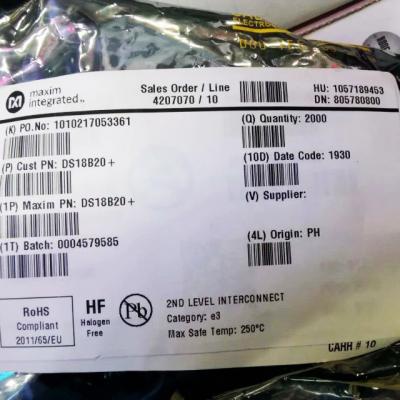 maxim
integrated™
Sales Order / Line
4207070 / 10
HU: 1057189453
DN: 805780800
(K) PO.No: 1010217053361
(Q) Quantity: 2000
(P) Cust PN: DS18B20+
(10D) Date Code: 1930
(1P) Maxim PN: DS18B20+
(V) Supplier:
(1T) Batch: 0004579585
(4L) Origin: PH
RoHS
Compliant
2011/65/EU
HF
Halogen
Free
Pb
2ND LEVEL INTERCONNECT
Category: e3
Max Safe Temp: 250°C
CARR # 10